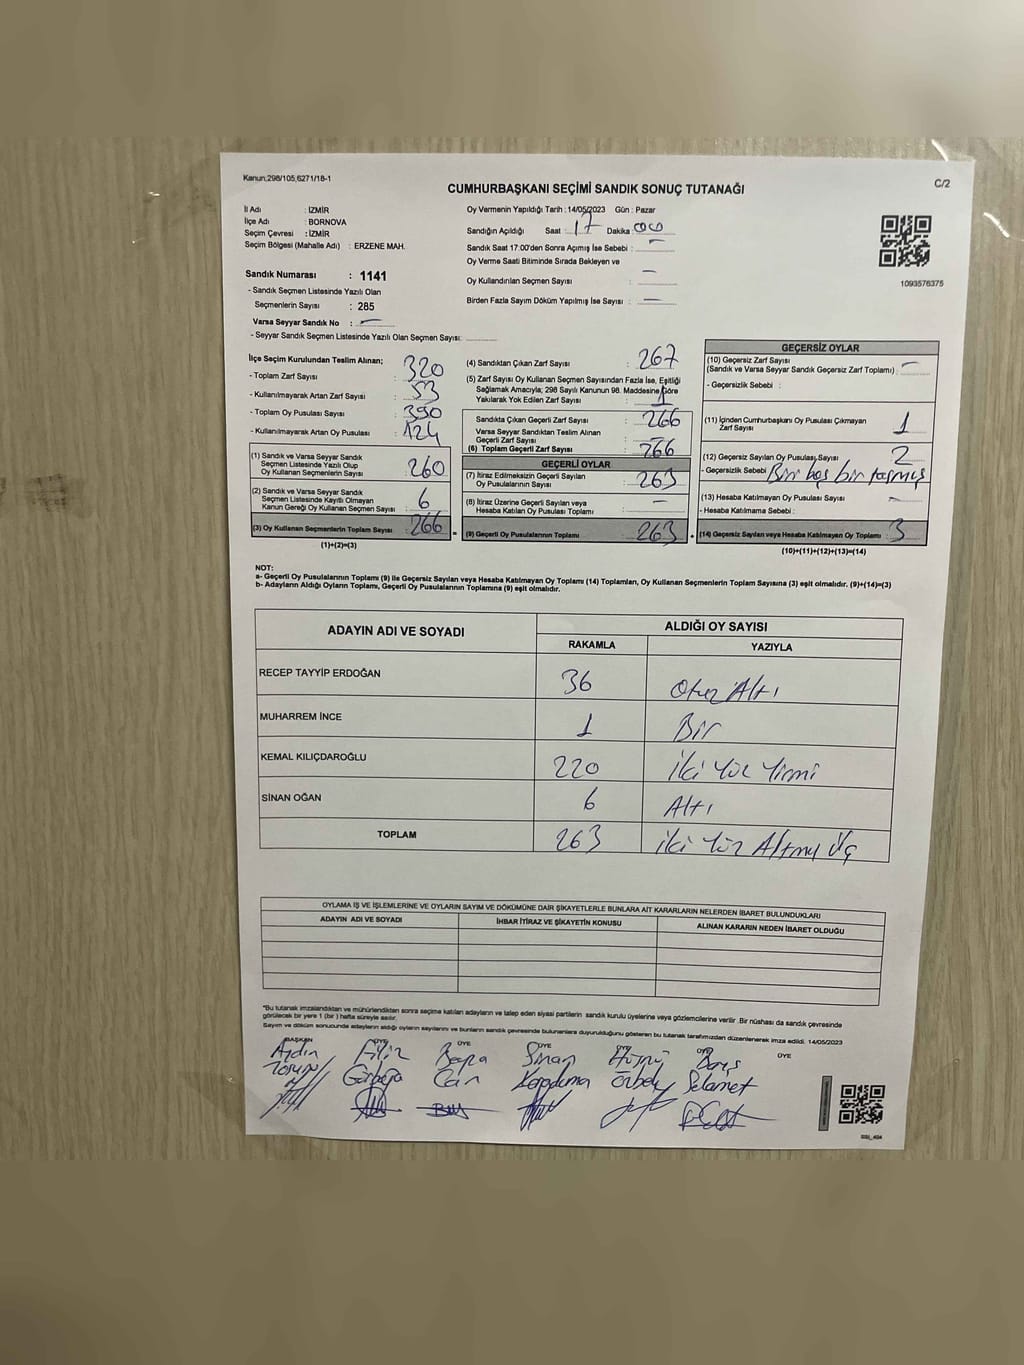 Kanun;298/105,6271/18-1
C/2
CUMHURBAŞKANI SEÇİMİ SANDIK SONUÇ TUTANAĞI
İl Adı : İZMİR
İlçe Adı : BORNOVA
Seçim Çevresi : İZMİR
Seçim Bölgesi (Mahalle Adı) : ERZENE MAH.
Sandık Numarası : 1141
- Sandık Seçmen Listesinde Yazılı Olan
Seçmenlerin Sayısı : 285
Varsa Seyyar Sandık No : —
- Seyyar Sandık Seçmen Listesinde Yazılı Olan Seçmen Sayısı:
Oy Vermenin Yapıldığı Tarih : 14/05/2023 Gün : Pazar
Sandığın Açıldığı Saat : 17 Dakika
Sandık Saat 17:00'den Sonra Açımış İse Sebebi : —
Oy Verme Saati Bitiminde Sırada Bekleyen ve
Oy Kullandırılan Seçmen Sayısı : —
Birden Fazla Sayım Döküm Yapılmış İse Sayısı : —
1093576375
İlçe Seçim Kurulundan Teslim Alınan;
- Toplam Zarf Sayısı : 320
- Kullanılmayarak Artan Zarf Sayısı : 53
- Toplam Oy Pusulası Sayısı : 390
- Kullanılmayarak Artan Oy Pusulası : 124
(1) Sandık ve Varsa Seyyar Sandık
Seçmen Listesinde Yazılı Olup
Oy Kullanan Seçmenlerin Sayısı : 260
(2) Sandık ve Varsa Seyyar Sandık
Seçmen Listesinde Kayıtlı Olmayan
Kanun Gereği Oy Kullanan Seçmen Sayısı : 6
(3) Oy Kullanan Seçmenlerin Toplam Sayısı : 266
(1)+(2)=(3)
(4) Sandıktan Çıkan Zarf Sayısı : 267
(5) Zarf Sayısı Oy Kullanan Seçmen Sayısından Fazla İse, Eşitliği
Sağlamak Amacıyla; 298 Sayılı Kanunun 98. Maddesine Göre
Yakılarak Yok Edilen Zarf Sayısı : 1
Sandıkta Çıkan Geçerli Zarf Sayısı : 266
Varsa Seyyar Sandıktan Teslim Alınan
Geçerli Zarf Sayısı : —
(6) Toplam Geçerli Zarf Sayısı : 266
GEÇERLİ OYLAR
(7) İtiraz Edilmeksizin Geçerli Sayılan
Oy Pusulalarının Sayısı : 263
(8) İtiraz Üzerine Geçerli Sayılan veya
Hesaba Katılan Oy Pusulası Toplamı : —
(9) Geçerli Oy Pusulalarının Toplamı : 263
GEÇERSİZ OYLAR
(10) Geçersiz Zarf Sayısı
(Sandık ve Varsa Seyyar Sandık Geçersiz Zarf Toplamı) : —
- Geçersizlik Sebebi :
(11) İçinden Cumhurbaşkanı Oy Pusulası Çıkmayan
Zarf Sayısı : 1
(12) Geçersiz Sayılan Oy Pusulası Sayısı : 2
- Geçersizlik Sebebi : Biri boş biri taşmış
(13) Hesaba Katılmayan Oy Pusulası Sayısı : —
- Hesaba Katılmama Sebebi :
(14) Geçersiz Sayılan veya Hesaba Katılmayan Oy Toplamı : 3
(10)+(11)+(12)+(13)=(14)
NOT:
a- Geçerli Oy Pusulalarının Toplamı (9) ile Geçersiz Sayılan veya Hesaba Katılmayan Oy Toplamı (14) Toplamları, Oy Kullanan Seçmenlerin Toplam Sayısına (3) eşit olmalıdır. (9)+(14)=(3)
b- Adayların Aldığı Oyların Toplamı, Geçerli Oy Pusulalarının Toplamına (9) eşit olmalıdır.
ADAYIN ADI VE SOYADI ALDIĞI OY SAYISI
RAKAMLA YAZIYLA
RECEP TAYYİP ERDOĞAN 36 Otuz Altı
MUHARREM İNCE 1 Bir
KEMAL KILIÇDAROĞLU 220 İki Yüz Yirmi
SİNAN OĞAN 6 Altı
TOPLAM 263 İki Yüz Altmış Üç
OYLAMA İŞ VE İŞLEMLERİNE VE OYLARIN SAYIM VE DÖKÜMÜNE DAİR ŞİKAYETLERLE BUNLARA AİT KARARLARIN NELERDEN İBARET BULUNDUKLARI
ADAYIN ADI VE SOYADI İHBAR İTİRAZ VE ŞİKAYETİN KONUSU ALINAN KARARIN NEDEN İBARET OLDUĞU
*Bu tutanak imzalandıktan ve mühürlendikten sonra seçime katılan adayların ve talep eden siyasi partilerin sandık kurulu üyelerine veya gözlemcilerine verilir. Bir nüshası da sandık çevresinde
görülecek bir yere 1 (bir) hafta süreyle asılır.
Sayım ve döküm sonucunda adayların aldığı oyların sayılarını ve bunların sandık çevresinde bulunanlara duyurulduğunu gösteren bu tutanak tarafımızdan düzenlenerek imza edildi. 14/05/2023
BAŞKAN ÜYE ÜYE ÜYE ÜYE ÜYE ÜYE
Aydın Filiz Sinan Hüsnü Barış
Can Karaduma Selamet
SSİ_404